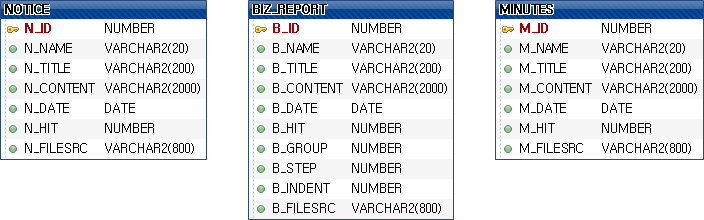 NOTICE
N_ID NUMBER
N_NAME VARCHAR2(20)
N_TITLE VARCHAR2(200)
N_CONTENT VARCHAR2(2000)
N_DATE DATE
N_HIT NUMBER
N_FILESRC VARCHAR2(800)
BIZ_REPORT
B_ID NUMBER
B_NAME VARCHAR2(20)
B_TITLE VARCHAR2(200)
B_CONTENT VARCHAR2(2000)
B_DATE DATE
B_HIT NUMBER
B_GROUP NUMBER
B_STEP NUMBER
B_INDENT NUMBER
B_FILESRC VARCHAR2(800)
MINUTES
M_ID NUMBER
M_NAME VARCHAR2(20)
M_TITLE VARCHAR2(200)
M_CONTENT VARCHAR2(2000)
M_DATE DATE
M_HIT NUMBER
M_FILESRC VARCHAR2(800)